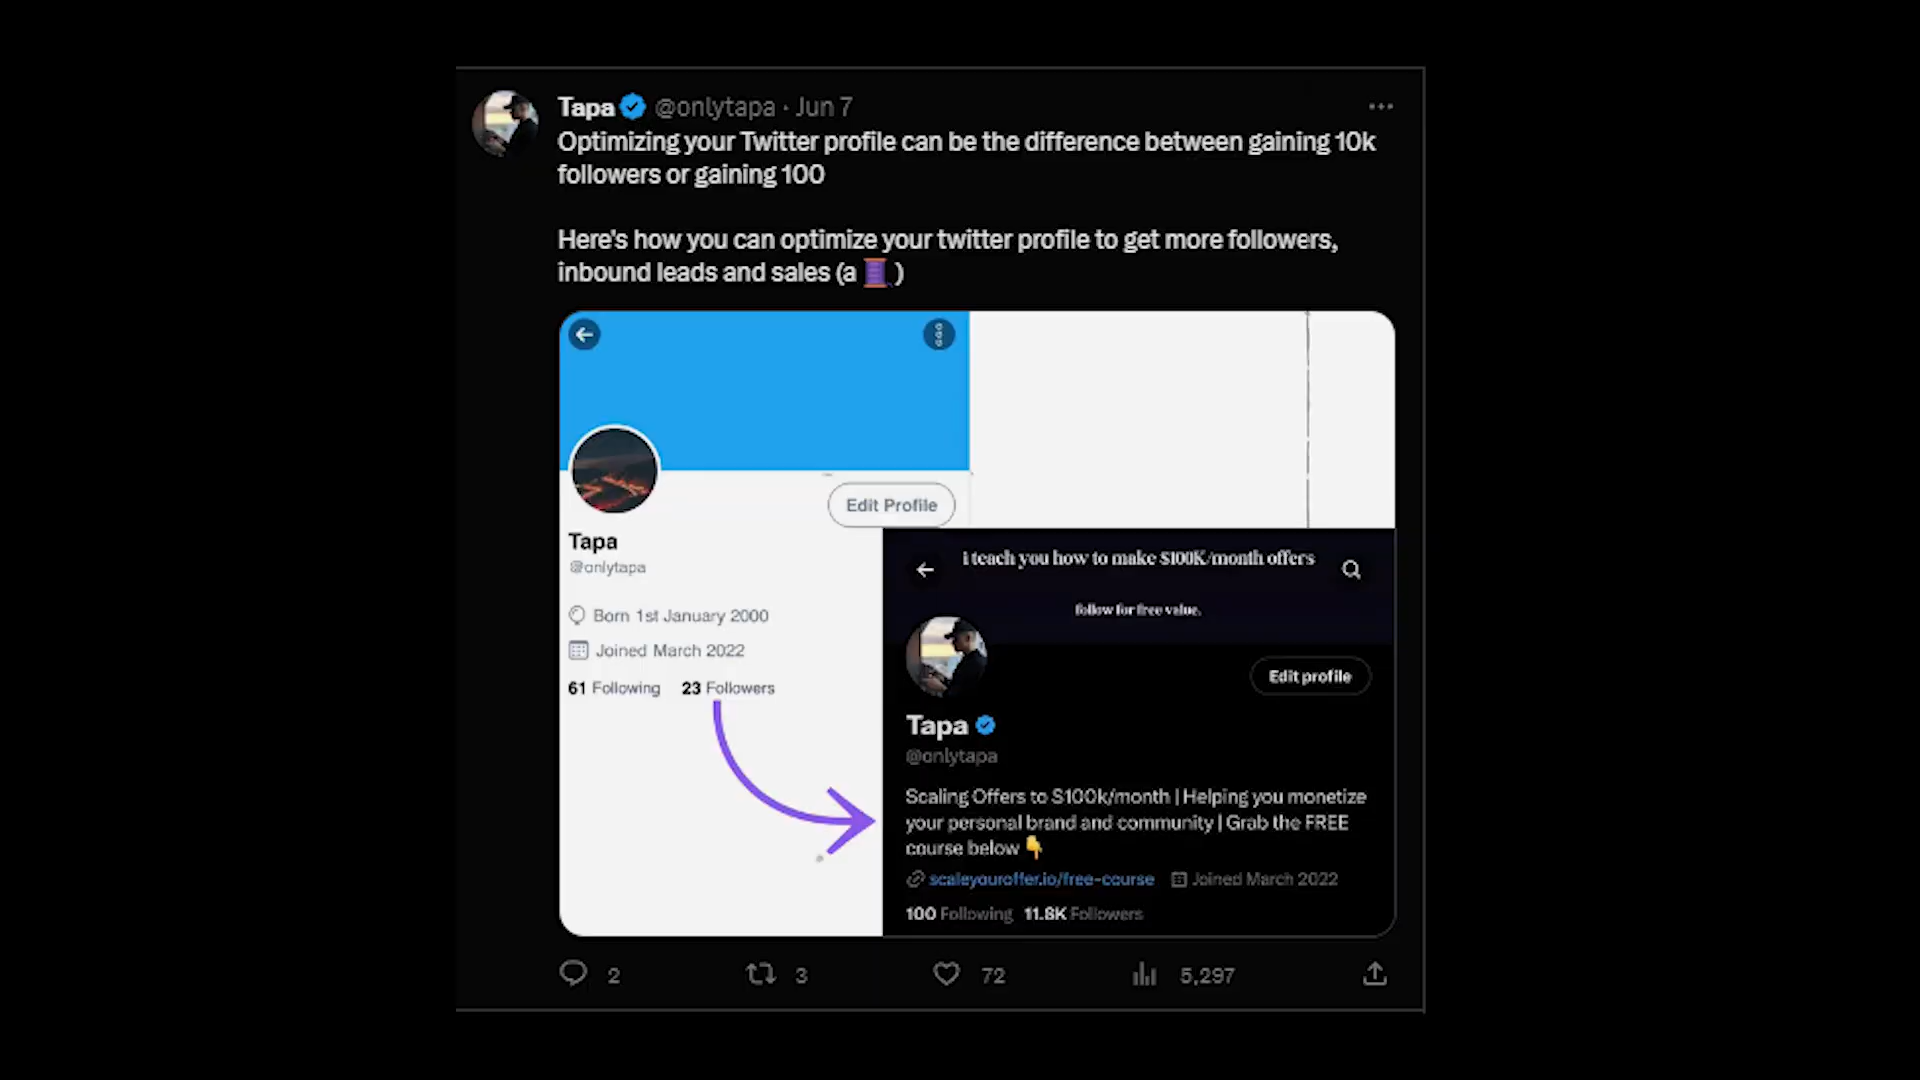 Tapa @onlytapa · Jun 7
Optimizing your Twitter profile can be the difference between gaining 10k
followers or gaining 100
Here's how you can optimize your twitter profile to get more followers,
inbound leads and sales (a 🧵)
Edit Profile
Tapa
@onlytapa
Born 1st January 2000
Joined March 2022
61 Following 23 Followers
i teach you how to make $100K/month offers
follow for free value.
Edit profile
Tapa
@onlytapa
Scaling Offers to $100k/month | Helping you monetize
your personal brand and community | Grab the FREE
course below 👇
scaleyouroffer.io/free-course Joined March 2022
100 Following 11.8K Followers
2 3 72 5,297